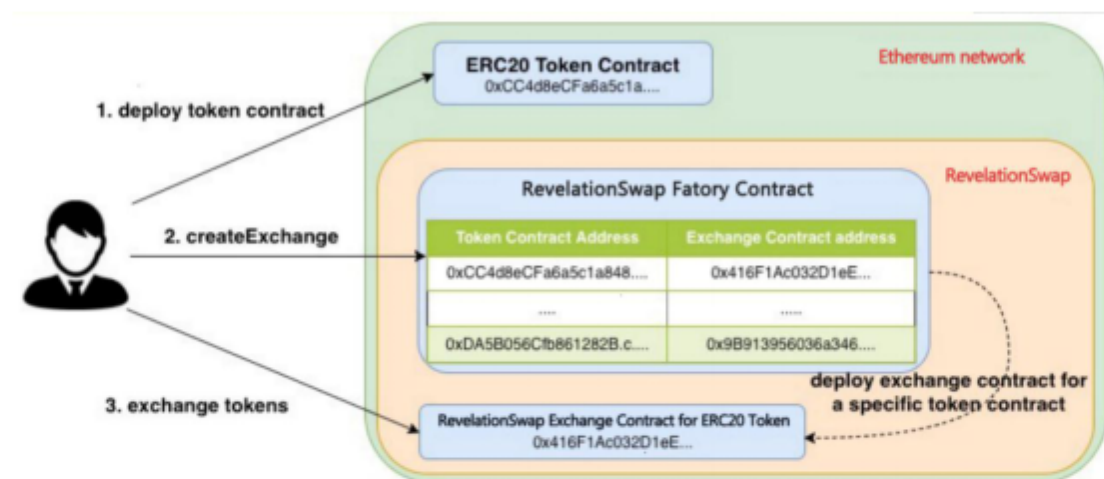 Ethereum network
ERC20 Token Contract
0xCC4d8eCFa6a5c1a....
1. deploy token contract
RevelationSwap
RevelationSwap Fatory Contract
2. createExchange
Token Contract Address Exchange Contract address
0xCC4d8eCFa6a5c1a848.... 0x416F1Ac032D1eE...
.... .....
0xDA5B056Cfb861282B.c.... 0x9B913956036a346....
deploy exchange contract for
a specific token contract
3. exchange tokens
RevelationSwap Exchange Contract for ERC20 Token
0x416F1Ac032D1eE...